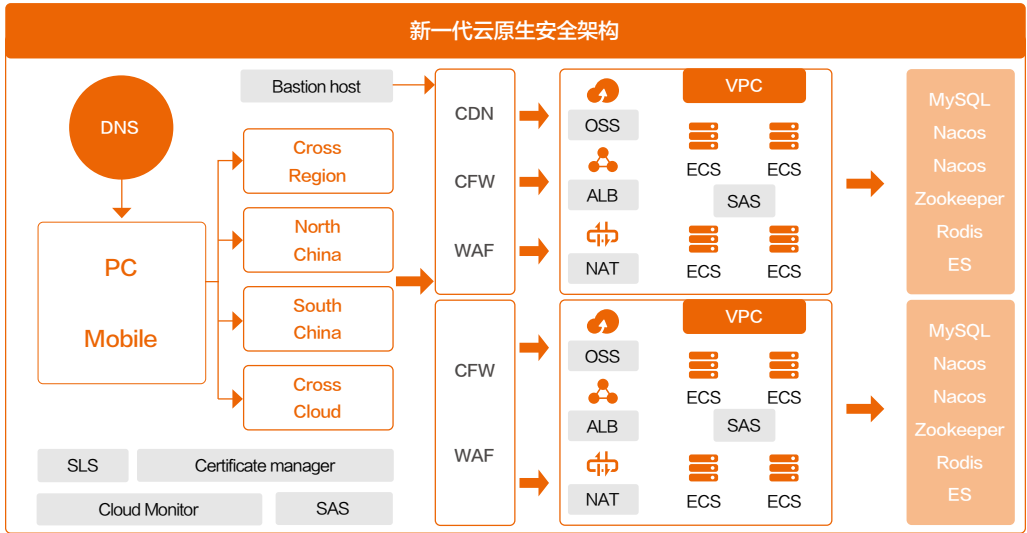 新一代云原生安全架构
DNS
PC
Mobile
Bastion host
Cross
Region
North
China
South
China
Cross
Cloud
SLS
Certificate manager
Cloud Monitor
SAS
CDN
CFW
WAF
OSS
ALB
NAT
VPC
ECS
ECS
SAS
ECS
ECS
MySQL
Nacos
Nacos
Zookeeper
Rodis
ES
CFW
WAF
OSS
ALB
NAT
VPC
ECS
ECS
SAS
ECS
ECS
MySQL
Nacos
Nacos
Zookeeper
Rodis
ES